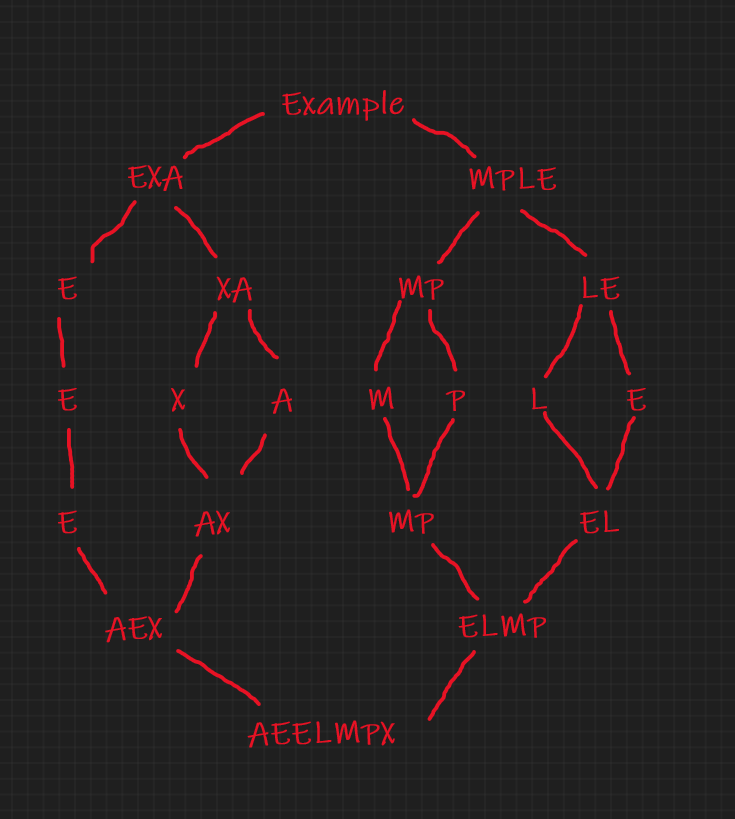 Example
EXA MPLE
E XA MP LE
E X A M P L E
E AX MP EL
AEX ELMP
AEELMPX